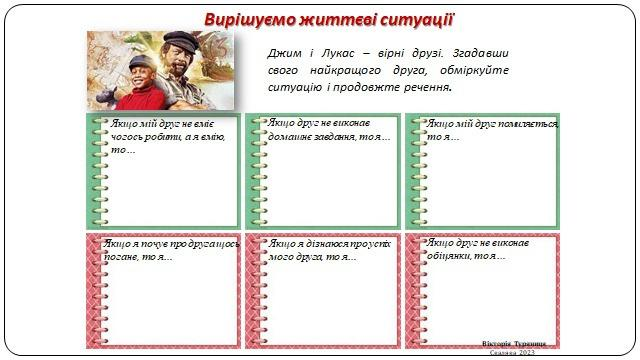 Вирішуємо життєві ситуації
Джим і Лукас – вірні друзі. Згадавши
свого найкращого друга, обміркуйте
ситуацію і продовжте речення.
Якщо мій друг не вміє
чогось робити, а я вмію,
то…
Якщо друг не виконав
домашнє завдання, то я…
Якщо мій друг помиляється,
то я…
Якщо я почув про друга щось
погане, то я…
Якщо я дізнаюся про успіх
мого друга, то я…
Якщо друг не виконав
обіцянки, то я…
Вікторія Туряниця
Свалява 2023